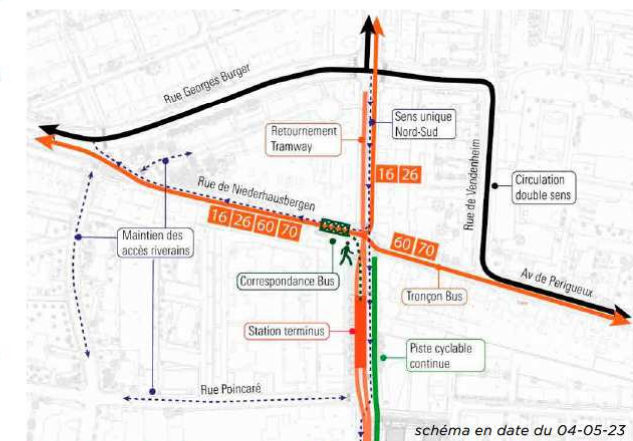 Rue Georges Burger
Sens unique
Nord-Sud
Retournement
Tramway
Rue de Vendenheim
16 26
Circulation
double sens
Rue de Niederhausbergen
16 26 60 70
Maintien des
accès riverains
60 70
Correspondance Bus
Av de Perigueux
Tronçon Bus
Station terminus
Piste cyclable
continue
Rue Poincaré
schéma en date du 04-05-23